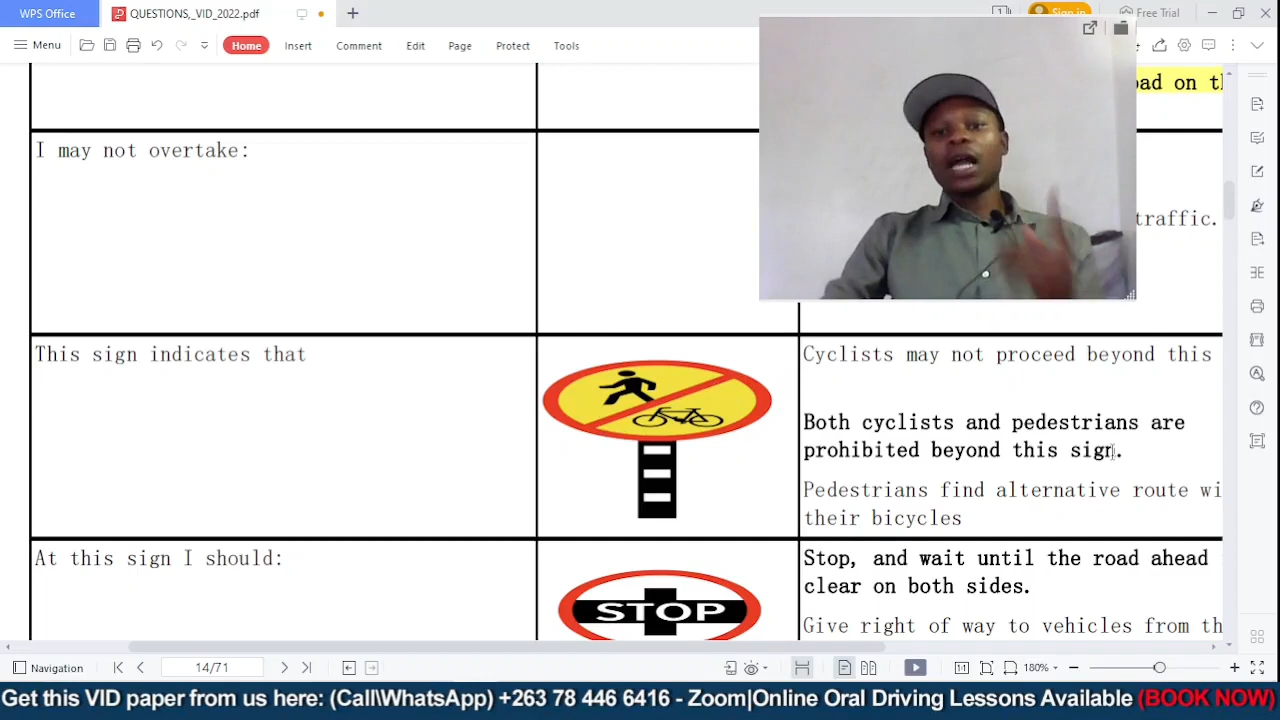 WPS Office
QUESTIONS,_VID_2022.pdf
Sign in
Free Trial
Menu
Home
Insert
Comment
Edit
Page
Protect
Tools
I may not overtake:
traffic.
This sign indicates that
Cyclists may not proceed beyond this
Both cyclists and pedestrians are
prohibited beyond this sign.
Pedestrians find alternative route wi
their bicycles
At this sign I should:
STOP
Stop, and wait until the road ahead
clear on both sides.
Give right of way to vehicles from th
Navigation
14/71
180%
Get this VID paper from us here: (Call\WhatsApp) +263 78 446 6416 - Zoom|Online Oral Driving Lessons Available (BOOK NOW)